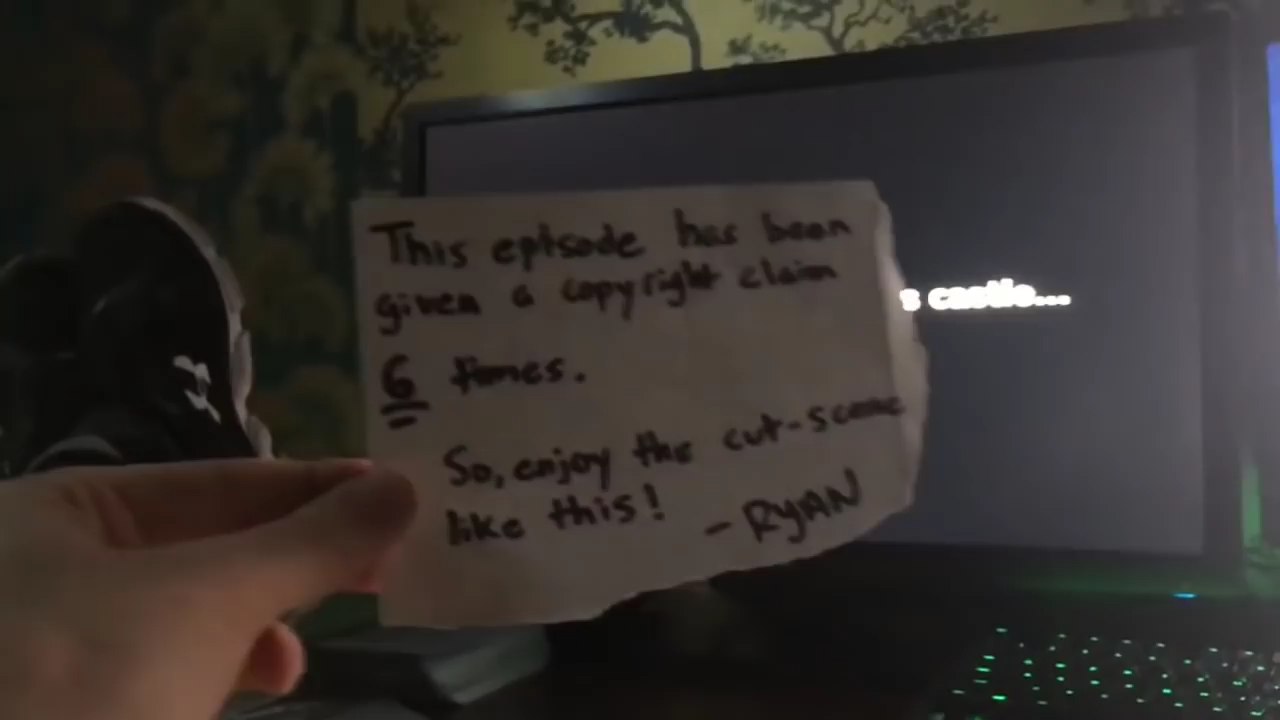 This episode has been
given a copyright claim
6 times.
So, enjoy the cut-scene
like this!
- RYAN
s castle...